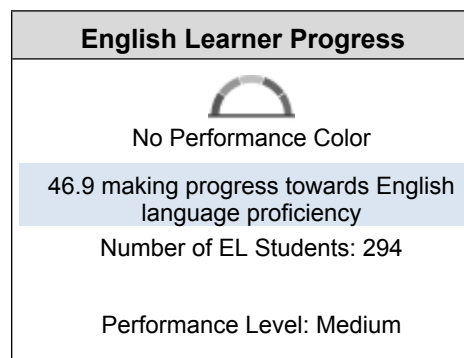 English Learner Progress
No Performance Color
46.9 making progress towards English
language proficiency
Number of EL Students: 294
Performance Level: Medium